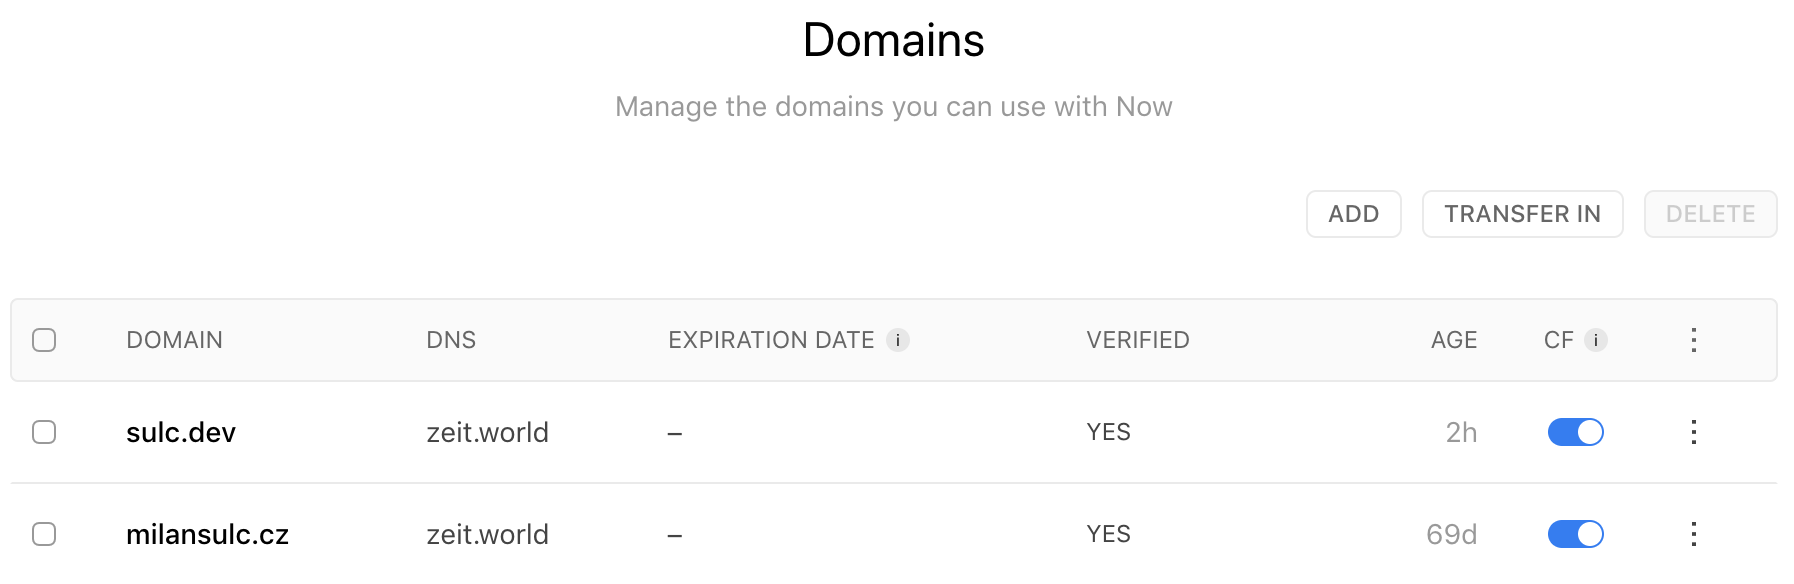 Domains
Manage the domains you can use with Now
ADD TRANSFER IN DELETE
DOMAIN DNS EXPIRATION DATE i VERIFIED AGE CF i
sulc.dev zeit.world – YES 2h
milansulc.cz zeit.world – YES 69d